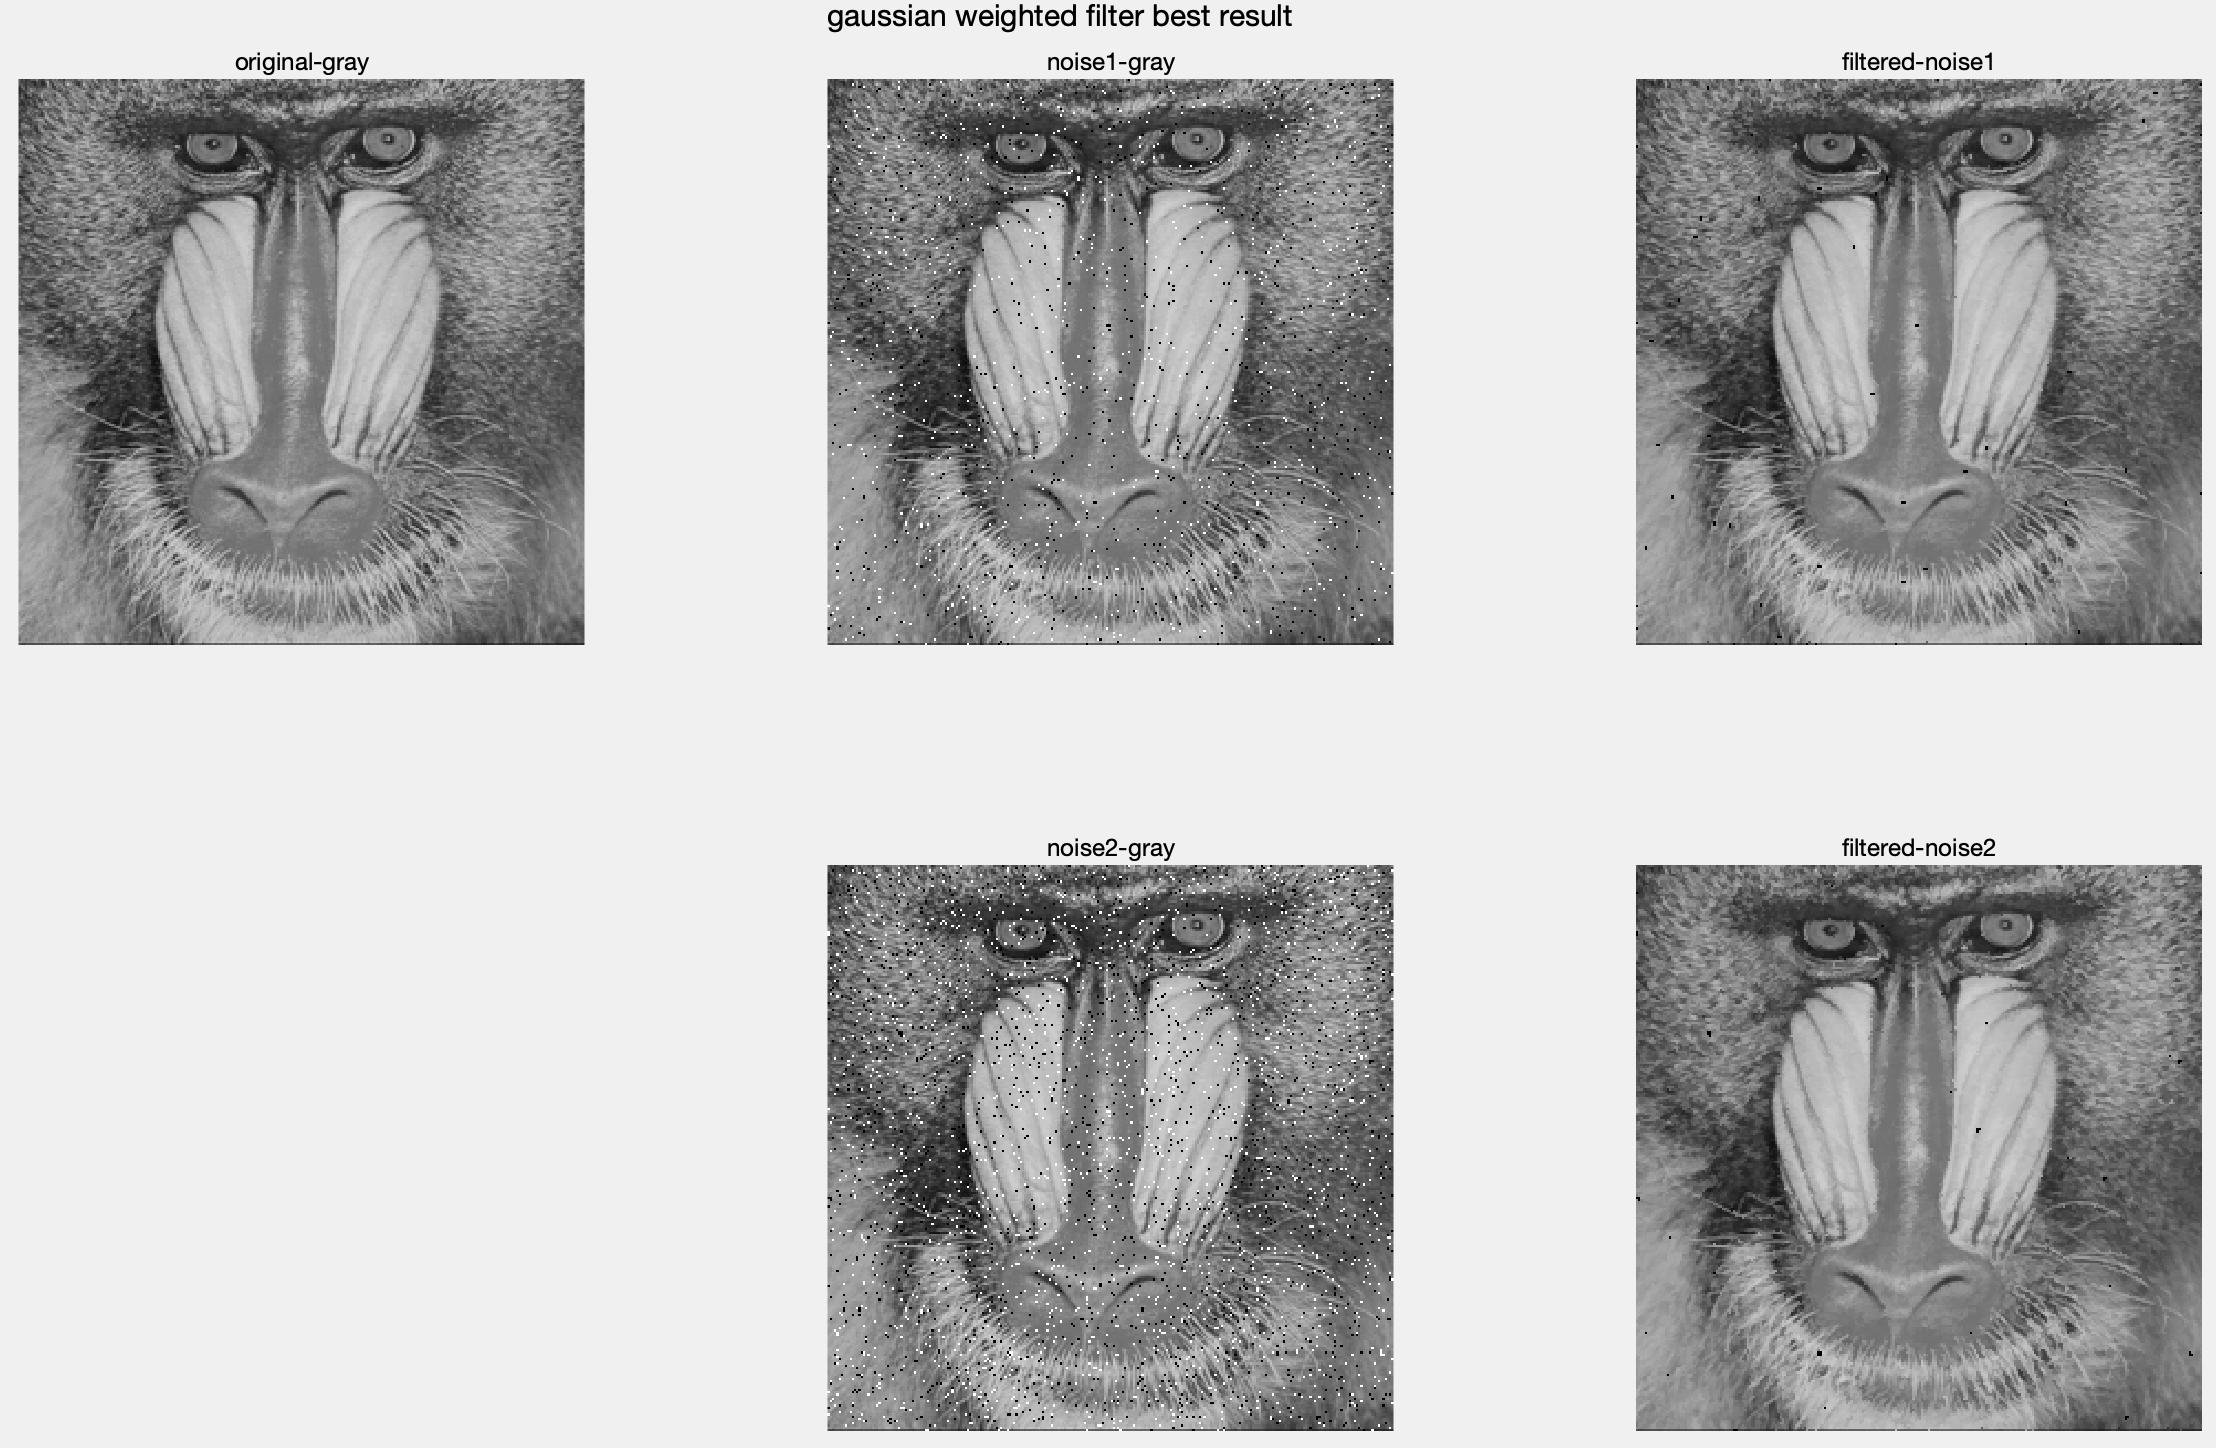 gaussian weighted filter best result
original-gray
noise1-gray
filtered-noise1
noise2-gray
filtered-noise2